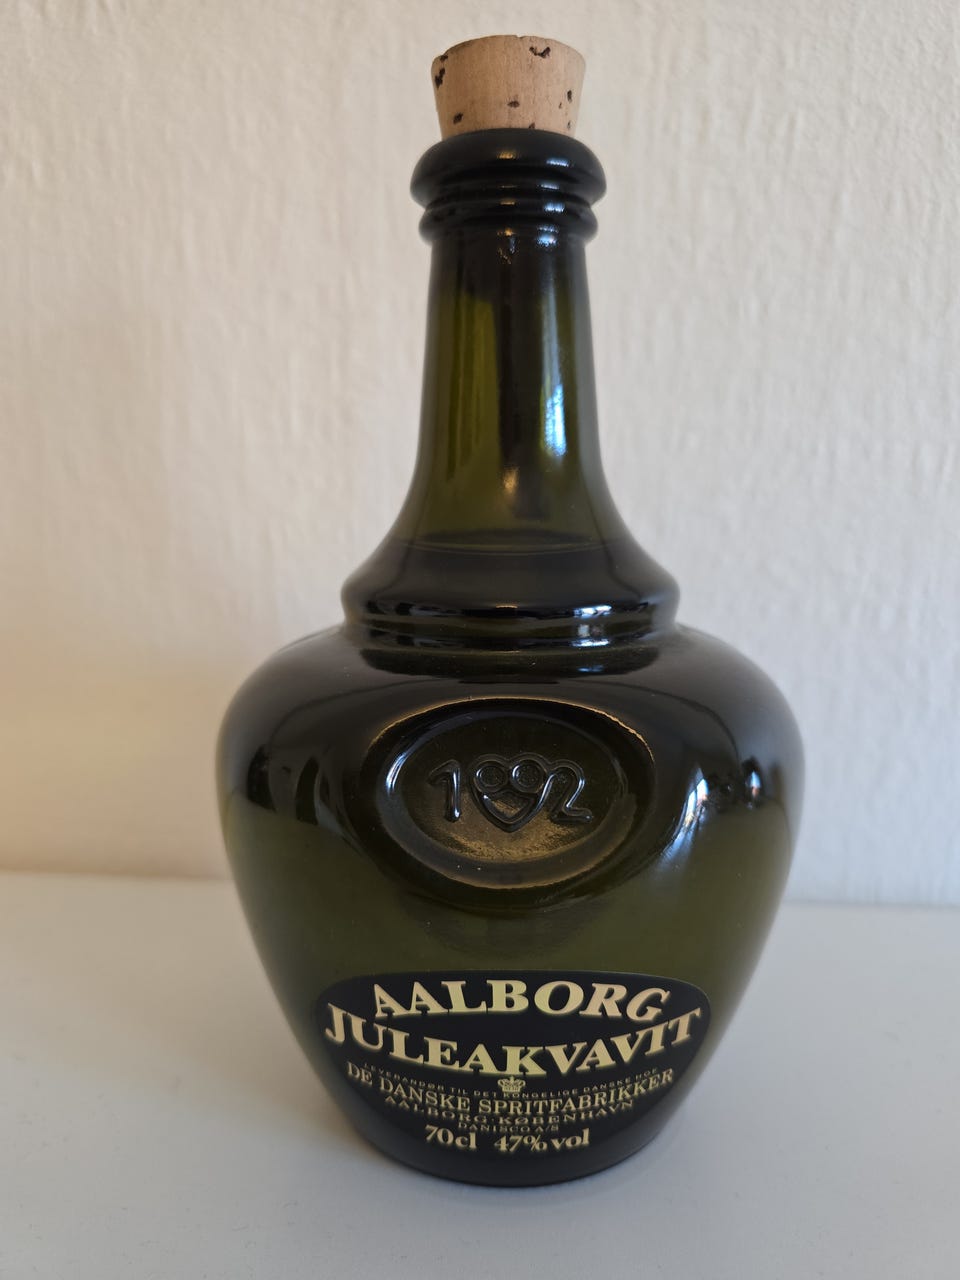 1992
AALBORG
JULEAKVAVIT
LEVERANDØR TIL DET KONGELIGE DANSKE HOF
DE DANSKE SPRITFABRIKKER
AALBORG · KØBENHAVN
DANISCO A/S
70cl 47% vol